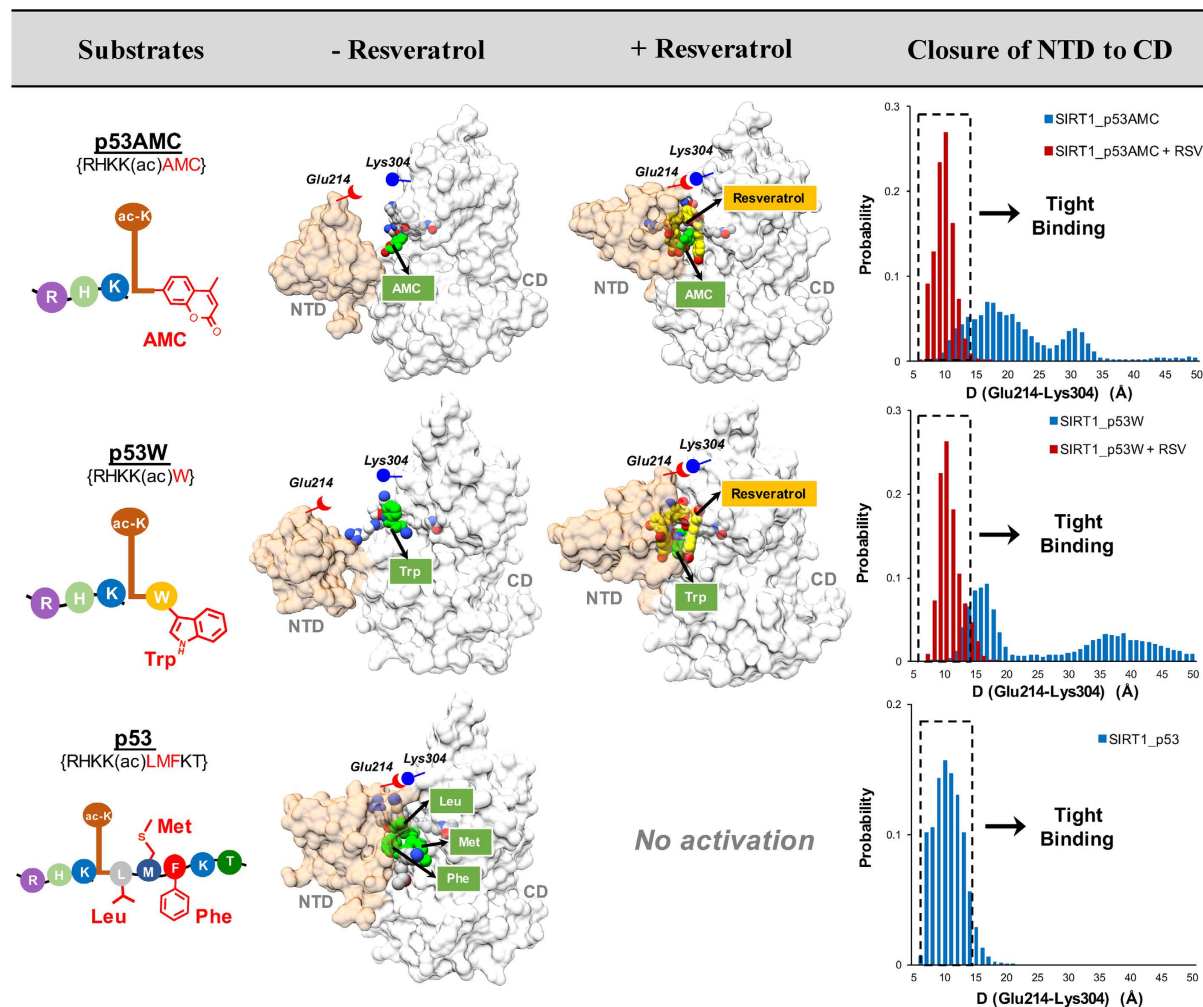 Substrates
- Resveratrol
+ Resveratrol
Closure of NTD to CD
p53AMC
{RHKK(ac)AMC}
ac-K
R
H
K
AMC
Glu214
Lys304
NTD
CD
AMC
Glu214
Lys304
Resveratrol
NTD
CD
AMC
0.3
0.2
0.1
0
Probability
SIRT1_p53AMC
SIRT1_p53AMC + RSV
Tight
Binding
5 10 15 20 25 30 35 40 45 50
D (Glu214-Lys304) (Å)
p53W
{RHKK(ac)W}
ac-K
R
H
K
W
N
H
Trp
Glu214
Lys304
Trp
NTD
CD
Glu214
Lys304
Resveratrol
Trp
NTD
CD
0.3
0.2
0.1
0
Probability
SIRT1_p53W
SIRT1_p53W + RSV
Tight
Binding
5 10 15 20 25 30 35 40 45 50
D (Glu214-Lys304) (Å)
p53
{RHKK(ac)LMFKT}
ac-K
S
Met
R
H
K
L
M
F
K
T
Leu
Phe
Glu214
Lys304
Leu
Met
Phe
NTD
CD
No activation
0.2
0.1
0
Probability
SIRT1_p53
Tight
Binding
5 10 15 20 25 30 35 40 45 50
D (Glu214-Lys304) (Å)